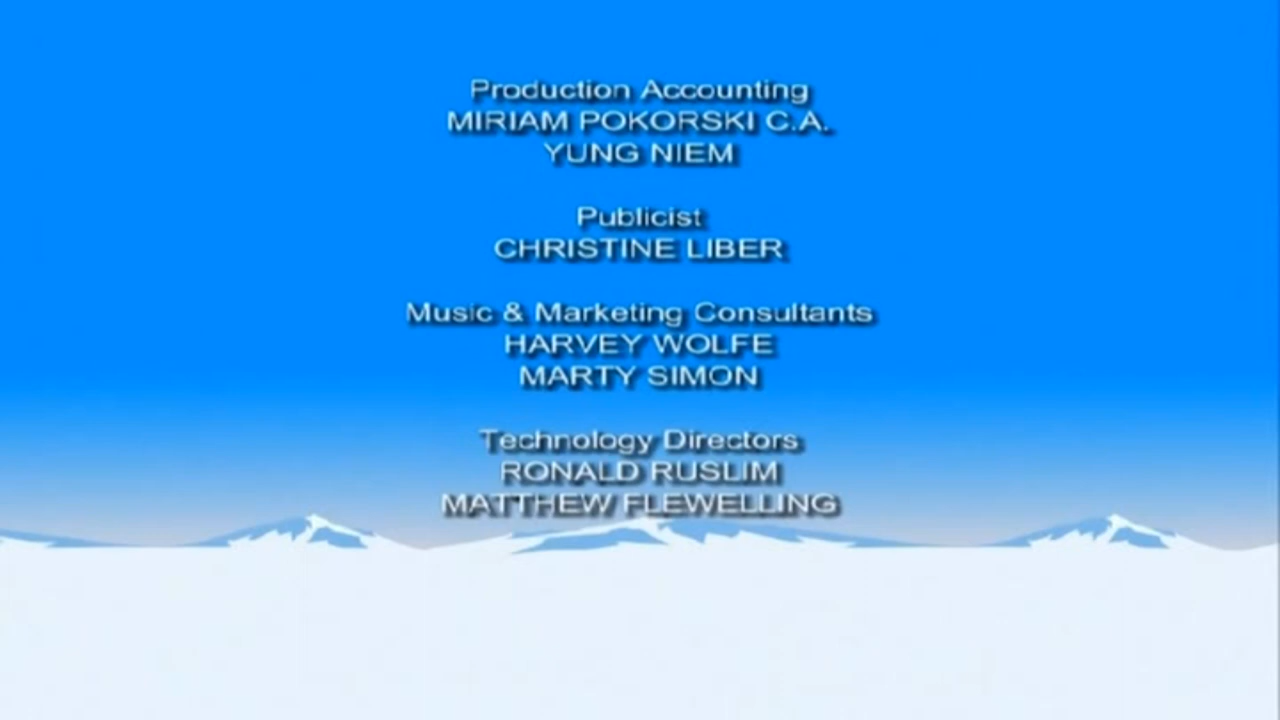 Production Accounting
MIRIAM POKORSKI C.A.
YUNG NIEM
Publicist
CHRISTINE LIBER
Music & Marketing Consultants
HARVEY WOLFE
MARTY SIMON
Technology Directors
RONALD RUSLIM
MATTHEW FLEWELLING